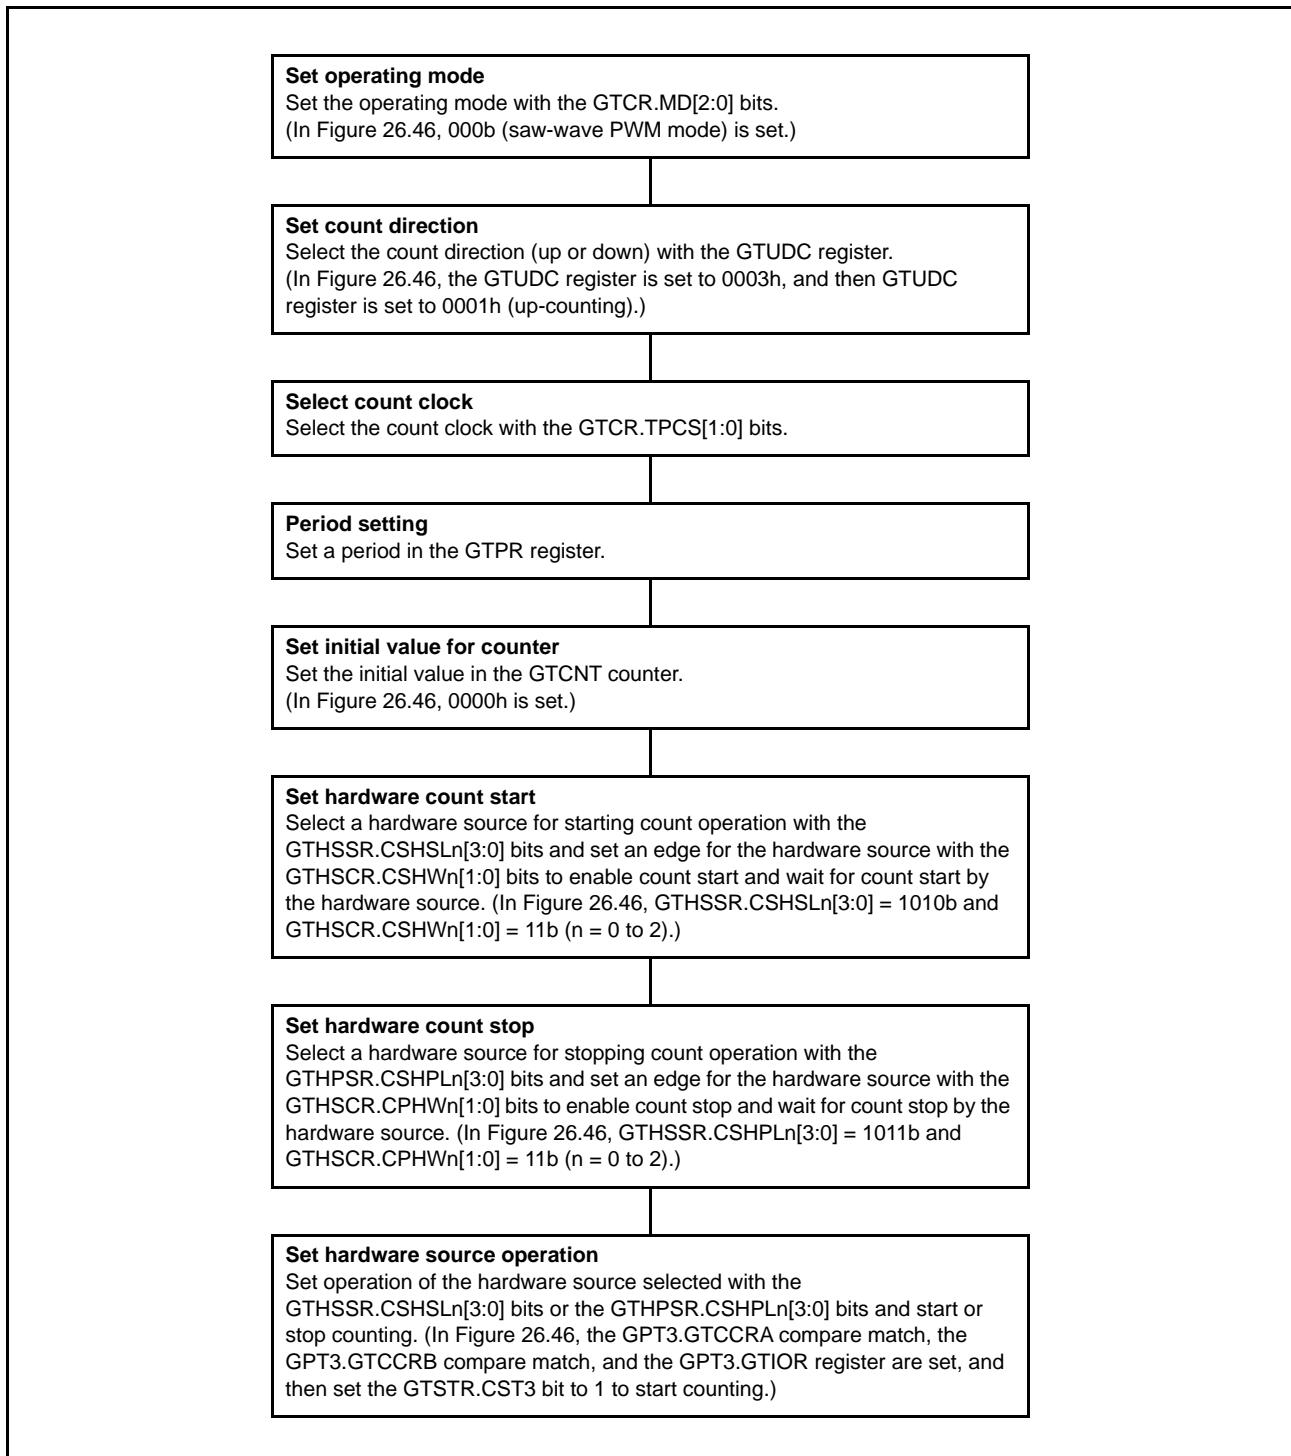 Set operating mode
Set the operating mode with the GTCR.MD[2:0] bits.
(In Figure 26.46, 000b (saw-wave PWM mode) is set.)
Set count direction
Select the count direction (up or down) with the GTUDC register.
(In Figure 26.46, the GTUDC register is set to 0003h, and then GTUDC
register is set to 0001h (up-counting).)
Select count clock
Select the count clock with the GTCR.TPCS[1:0] bits.
Period setting
Set a period in the GTPR register.
Set initial value for counter
Set the initial value in the GTCNT counter.
(In Figure 26.46, 0000h is set.)
Set hardware count start
Select a hardware source for starting count operation with the
GTHSSR.CSHSLn[3:0] bits and set an edge for the hardware source with the
GTHSCR.CSHWn[1:0] bits to enable count start and wait for count start by
the hardware source. (In Figure 26.46, GTHSSR.CSHSLn[3:0] = 1010b and
GTHSCR.CSHWn[1:0] = 11b (n = 0 to 2).)
Set hardware count stop
Select a hardware source for stopping count operation with the
GTHPSR.CSHPLn[3:0] bits and set an edge for the hardware source with the
GTHSCR.CPHWn[1:0] bits to enable count stop and wait for count stop by the
hardware source. (In Figure 26.46, GTHSSR.CSHPLn[3:0] = 1011b and
GTHSCR.CPHWn[1:0] = 11b (n = 0 to 2).)
Set hardware source operation
Set operation of the hardware source selected with the
GTHSSR.CSHSLn[3:0] bits or the GTHPSR.CSHPLn[3:0] bits and start or
stop counting. (In Figure 26.46, the GPT3.GTCCRA compare match, the
GPT3.GTCCRB compare match, and the GPT3.GTIOR register are set, and
then set the GTSTR.CST3 bit to 1 to start counting.)